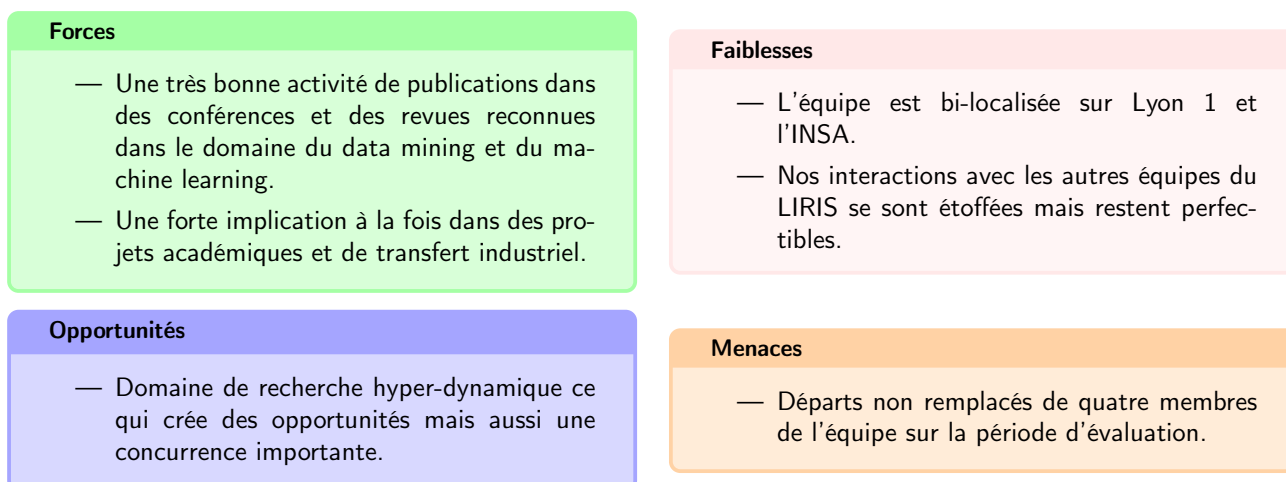 Forces
— Une très bonne activité de publications dans
des conférences et des revues reconnues
dans le domaine du data mining et du ma-
chine learning.
— Une forte implication à la fois dans des pro-
jets académiques et de transfert industriel.
Faiblesses
— L'équipe est bi-localisée sur Lyon 1 et
l'INSA.
— Nos interactions avec les autres équipes du
LIRIS se sont étoffées mais restent perfec-
tibles.
Opportunités
— Domaine de recherche hyper-dynamique ce
qui crée des opportunités mais aussi une
concurrence importante.
Menaces
— Départs non remplacés de quatre membres
de l'équipe sur la période d'évaluation.